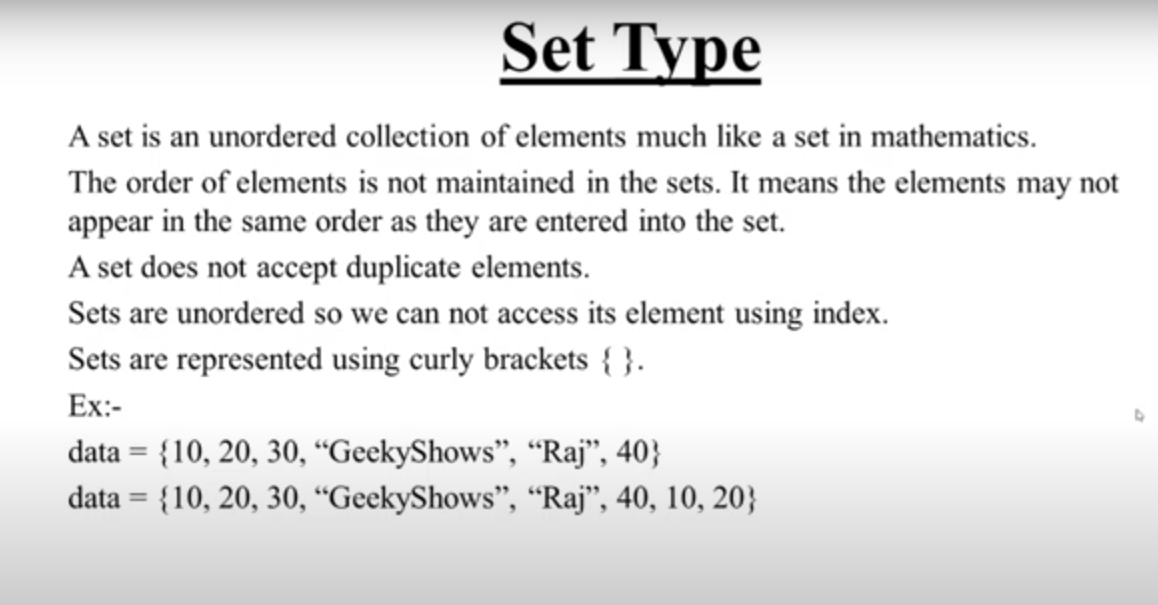 Set Type
A set is an unordered collection of elements much like a set in mathematics.
The order of elements is not maintained in the sets. It means the elements may not
appear in the same order as they are entered into the set.
A set does not accept duplicate elements.
Sets are unordered so we can not access its element using index.
Sets are represented using curly brackets { }.
Ex:-
data = {10, 20, 30, “GeekyShows”, “Raj”, 40}
data = {10, 20, 30, “GeekyShows”, “Raj”, 40, 10, 20}